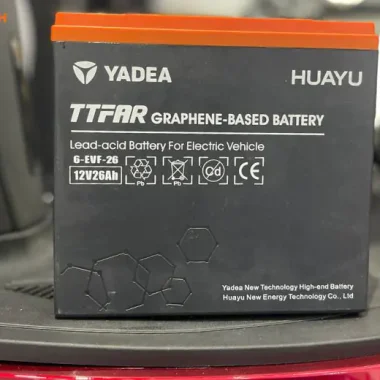 YADEA
HUAYU
TTFAR GRAPHENE-BASED BATTERY
Lead-acid Battery For Electric Vehicle
6-EVF-26
12V26Ah
Pb Pb Cd CE
Yadea New Technology High-end Battery
Huayu New Energy Technology Co., Ltd